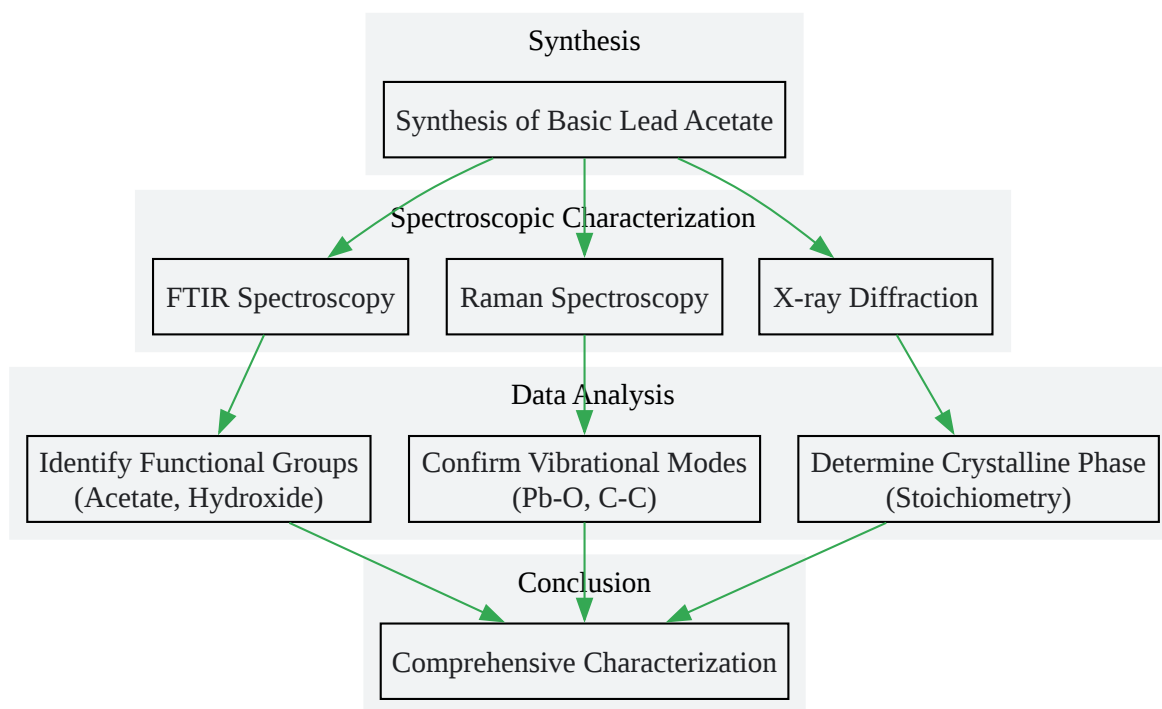 Synthesis
Synthesis of Basic Lead Acetate
Spectroscopic Characterization
FTIR Spectroscopy
Raman Spectroscopy
X-ray Diffraction
Data Analysis
Identify Functional Groups
(Acetate, Hydroxide)
Confirm Vibrational Modes
(Pb-O, C-C)
Determine Crystalline Phase
(Stoichiometry)
Conclusion
Comprehensive Characterization